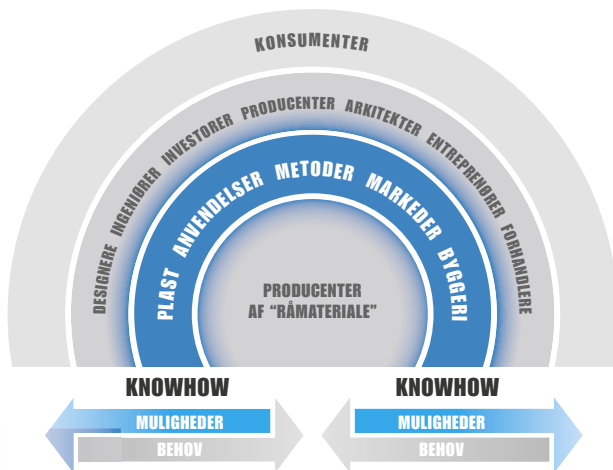 KONSUMENTER
DESIGNERE INGENIØRER INVESTORER PRODUCENTER ARKITEKTER ENTREPRENØRER FORHANDLERE
PLAST ANVENDELSER METODER MARKEDER BYGGERI
PRODUCENTER
AF “RÅMATERIALE”
KNOWHOW
MULIGHEDER
BEHOV
KNOWHOW
MULIGHEDER
BEHOV